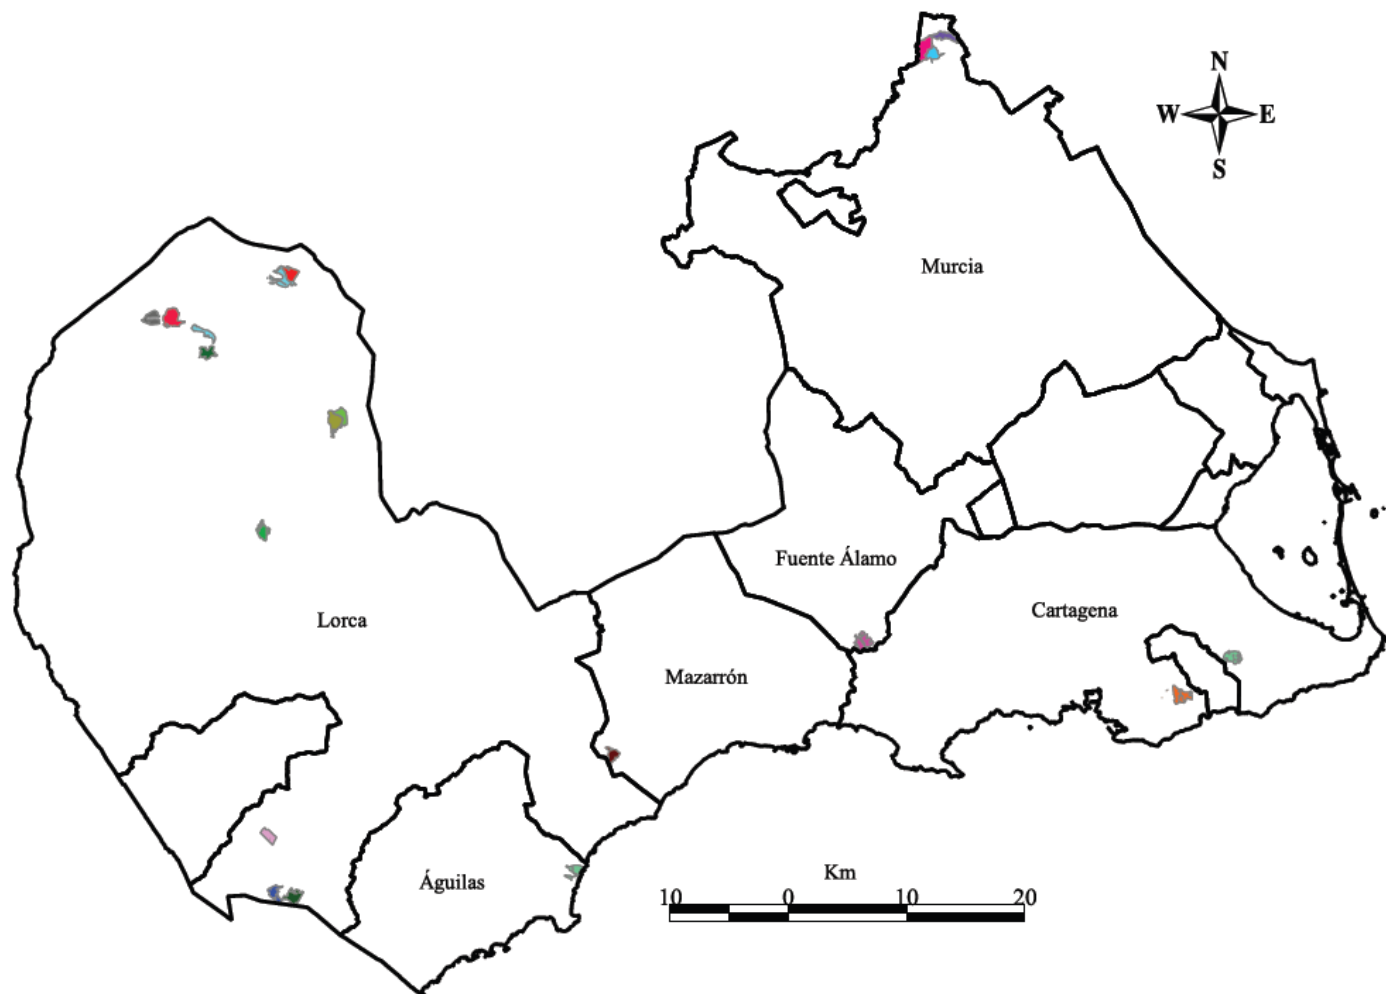 N
W E
S
Murcia
Fuente Álamo
Cartagena
Lorca
Mazarrón
Águilas
Km
10 0 10 20